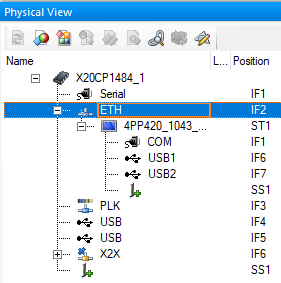 Physical View
Name L... Position
X20CP1484_1
Serial IF1
ETH IF2
4PP420_1043_... ST1
COM IF1
USB1 IF6
USB2 IF7
SS1
PLK IF3
USB IF4
USB IF5
X2X IF6
SS1